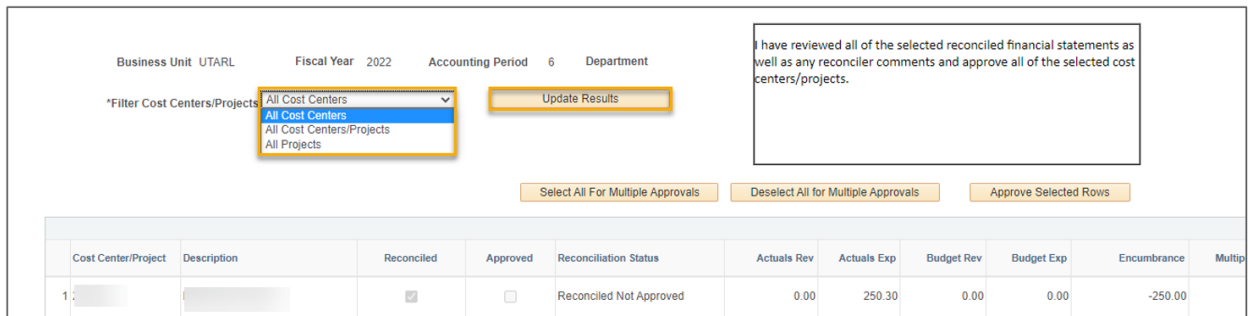 Business Unit UTARL Fiscal Year 2022 Accounting Period 6 Department
*Filter Cost Centers/Projects All Cost Centers Update Results
All Cost Centers
All Cost Centers/Projects
All Projects
I have reviewed all of the selected reconciled financial statements as
well as any reconciler comments and approve all of the selected cost
centers/projects.
Select All For Multiple Approvals Deselect All for Multiple Approvals Approve Selected Rows
Cost Center/Project Description Reconciled Approved Reconciliation Status Actuals Rev Actuals Exp Budget Rev Budget Exp Encumbrance Multip
1 Reconciled Not Approved 0.00 250.30 0.00 0.00 -250.00